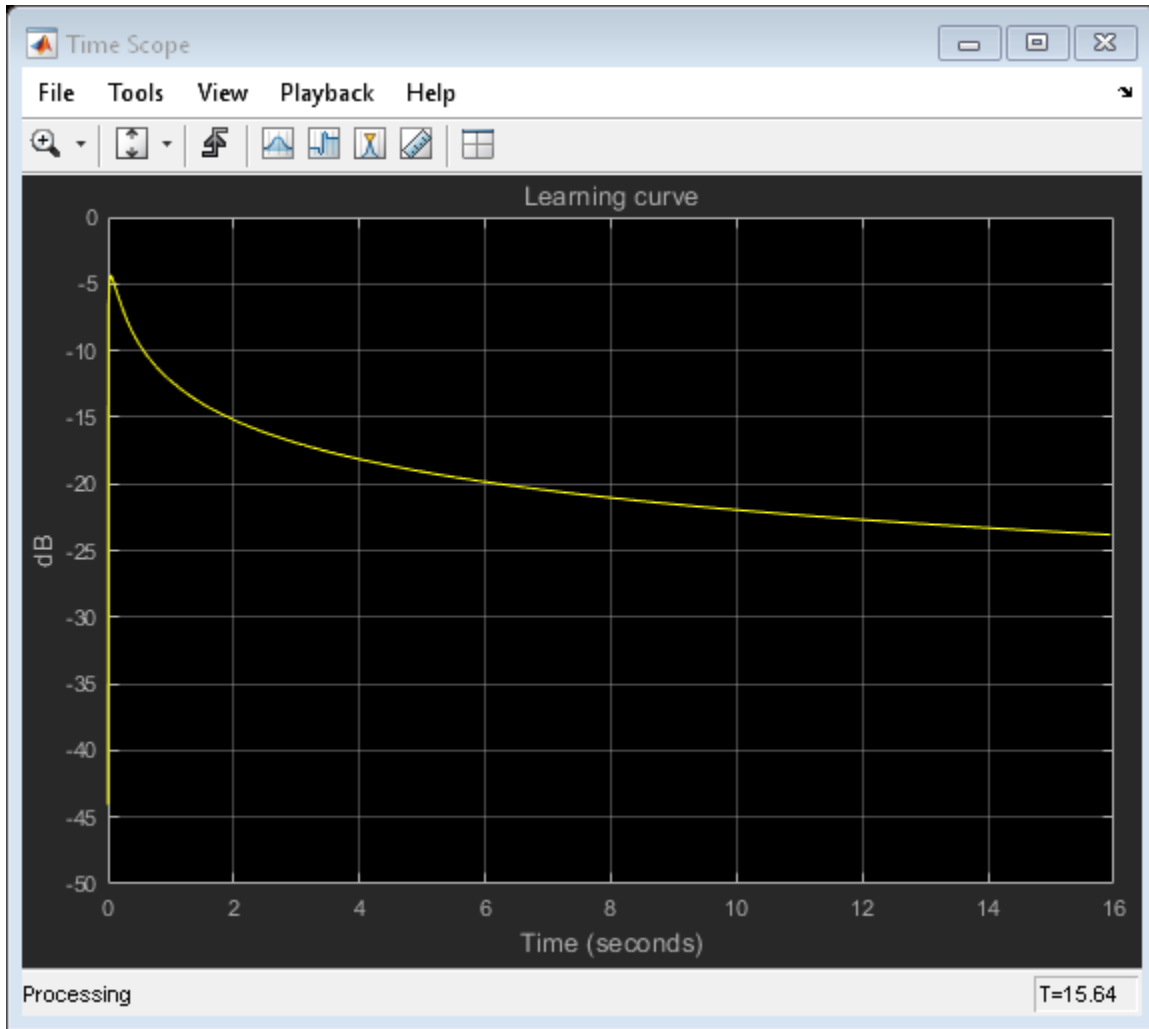 Time Scope
File Tools View Playback Help
Learning curve
0
-5
-10
-15
-20
-25
-30
-35
-40
-45
-50
dB
0 2 4 6 8 10 12 14 16
Time (seconds)
Processing T=15.64